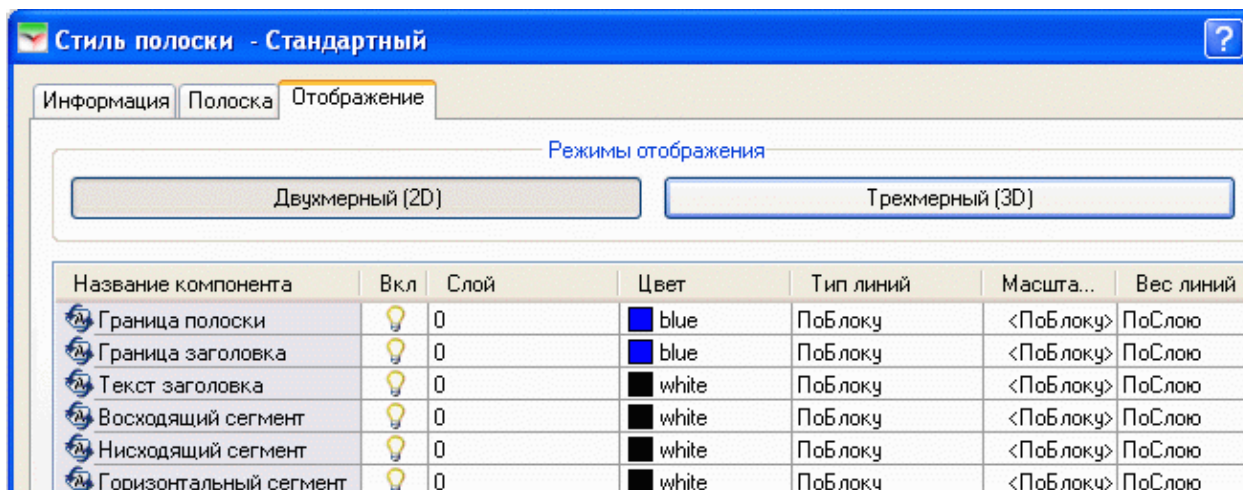 Стиль полоски - Стандартный ?
Информация Полоска Отображение
Режимы отображения
Двухмерный (2D) Трехмерный (3D)
Название компонента Вкл Слой Цвет Тип линий Масшта... Вес линий
Граница полоски 0 blue ПоБлоку <ПоБлоку> ПоСлою
Граница заголовка 0 blue ПоБлоку <ПоБлоку> ПоСлою
Текст заголовка 0 white ПоБлоку <ПоБлоку> ПоСлою
Восходящий сегмент 0 white ПоБлоку <ПоБлоку> ПоСлою
Нисходящий сегмент 0 white ПоБлоку <ПоБлоку> ПоСлою
Горизонтальный сегмент 0 white ПоБлоку <ПоБлоку> ПоСлою